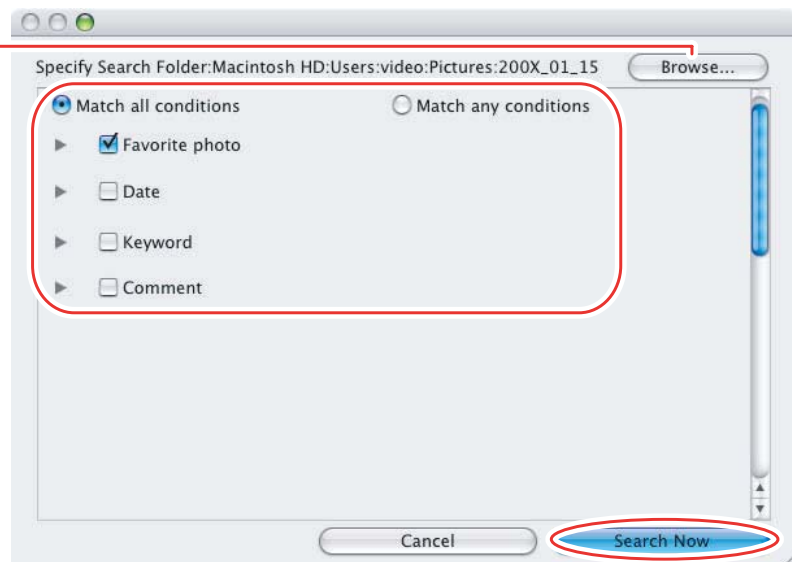 Specify Search Folder:Macintosh HD:Users:video:Pictures:200X_01_15 Browse...
Match all conditions Match any conditions
Favorite photo
Date
Keyword
Comment
Cancel Search Now